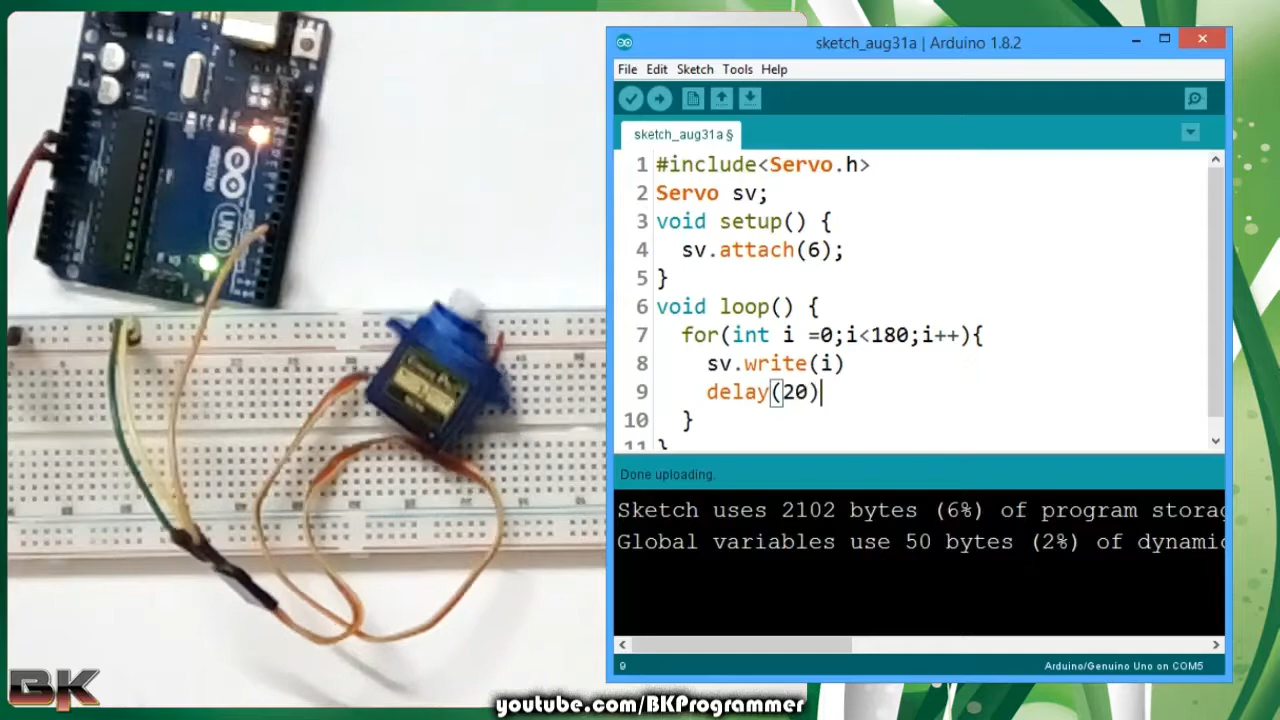 sketch_aug31a | Arduino 1.8.2
File Edit Sketch Tools Help
sketch_aug31a §
1 #include<Servo.h>
2 Servo sv;
3 void setup() {
4 sv.attach(6);
5 }
6 void loop() {
7 for(int i =0;i<180;i++){
8 sv.write(i)
9 delay(20)
10 }
11 }
Done uploading.
Sketch uses 2102 bytes (6%) of program storag
Global variables use 50 bytes (2%) of dynamic
9 Arduino/Genuino Uno on COM5
UNO
BK
youtube.com/BKProgrammer